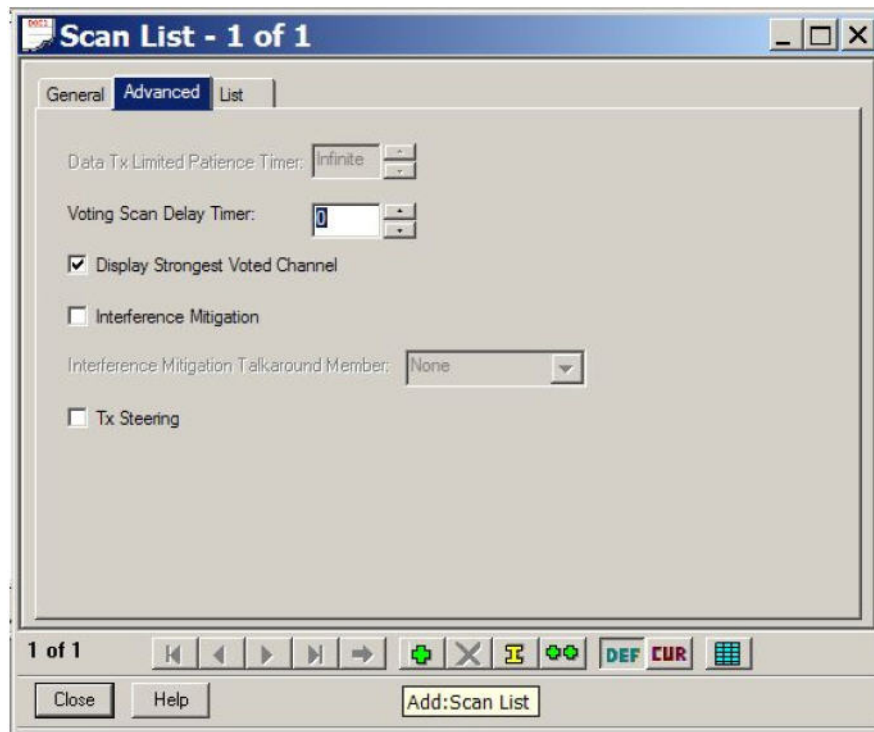 DOC1
Scan List - 1 of 1
General Advanced List
Data Tx Limited Patience Timer: Infinite
Voting Scan Delay Timer: 0
Display Strongest Voted Channel
Interference Mitigation
Interference Mitigation Talkaround Member: None
Tx Steering
1 of 1 DEF CUR
Close Help Add:Scan List